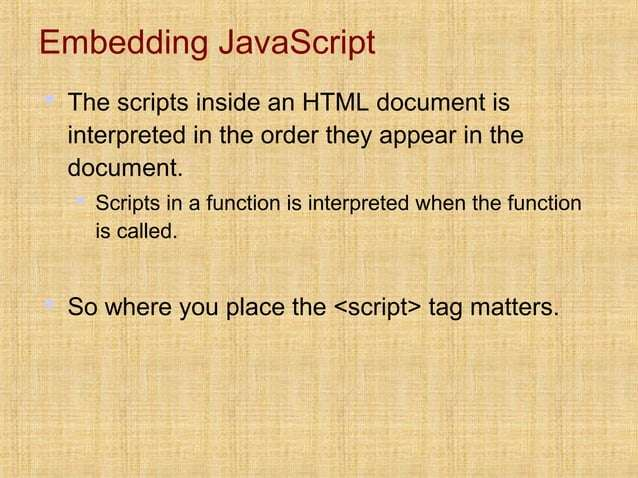 Embedding JavaScript
The scripts inside an HTML document is
interpreted in the order they appear in the
document.
Scripts in a function is interpreted when the function
is called.
So where you place the <script> tag matters.